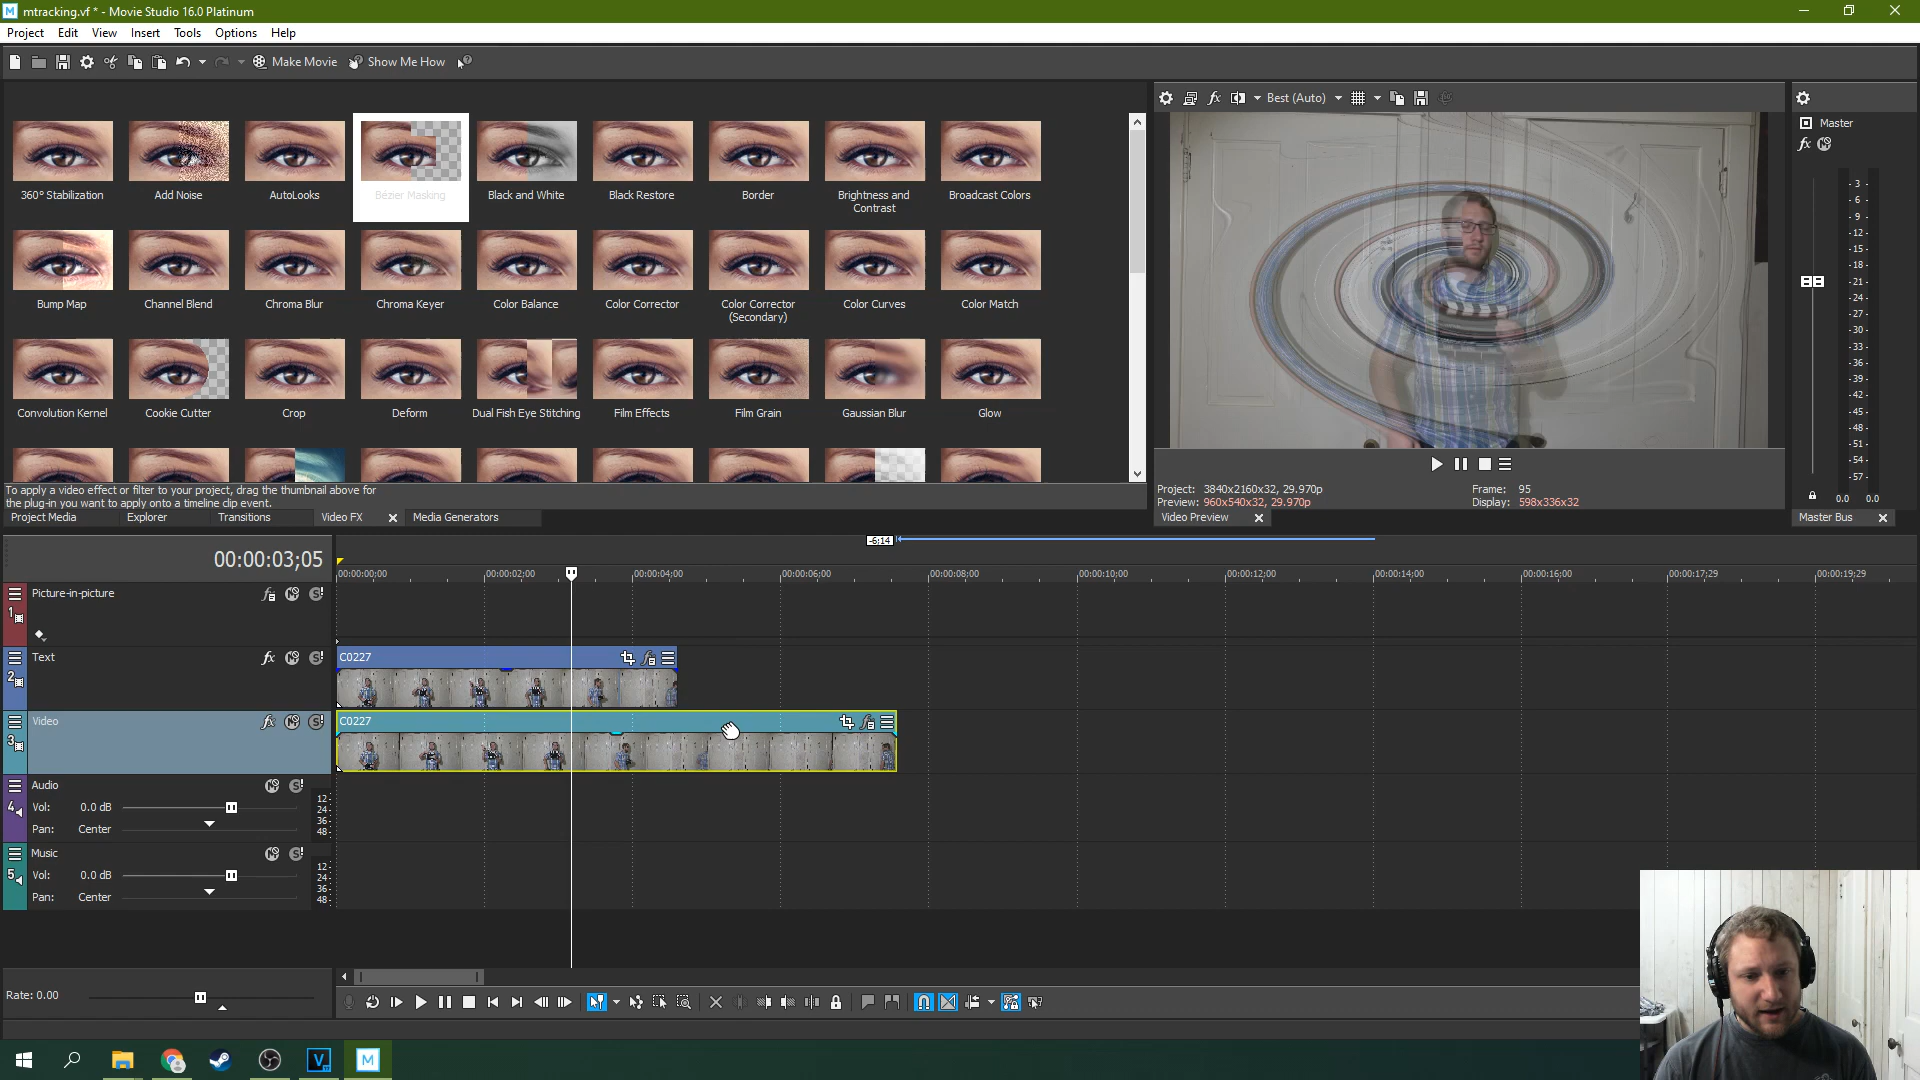 mtracking.vf * - Movie Studio 16.0 Platinum
Project Edit View Insert Tools Options Help
Make Movie Show Me How
Best (Auto)
Master
360° Stabilization Add Noise AutoLooks Bézier Masking Black and White Black Restore Border Brightness and Contrast Broadcast Colors
Bump Map Channel Blend Chroma Blur Chroma Keyer Color Balance Color Corrector Color Corrector (Secondary) Color Curves Color Match
Convolution Kernel Cookie Cutter Crop Deform Dual Fish Eye Stitching Film Effects Film Grain Gaussian Blur Glow
To apply a video effect or filter to your project, drag the thumbnail above for
the plug-in you want to apply onto a timeline clip event.
Project Media Explorer Transitions Video FX Media Generators
Project: 3840x2160x32, 29.970p Frame: 95
Preview: 960x540x32, 29.970p Display: 598x336x32
Video Preview
- 3 -
- 6 -
- 9 -
- 12 -
- 15 -
- 18 -
- 21 -
- 24 -
- 27 -
- 30 -
- 33 -
- 36 -
- 39 -
- 42 -
- 45 -
- 48 -
- 51 -
- 54 -
- 57 -
0.0 0.0
Master Bus
-6;14
00:00:03;05
00:00:00;00 00:00:02;00 00:00:04;00 00:00:06;00 00:00:08;00 00:00:10;00 00:00:12;00 00:00:14;00 00:00:16;00 00:00:17;29 00:00:19;29
1 Picture-in-picture
2 Text
C0227
3 Video
C0227
4 Audio
Vol: 0.0 dB
Pan: Center
12-
24-
36-
48-
5 Music
Vol: 0.0 dB
Pan: Center
12-
24-
36-
48-
Rate: 0.00
V M